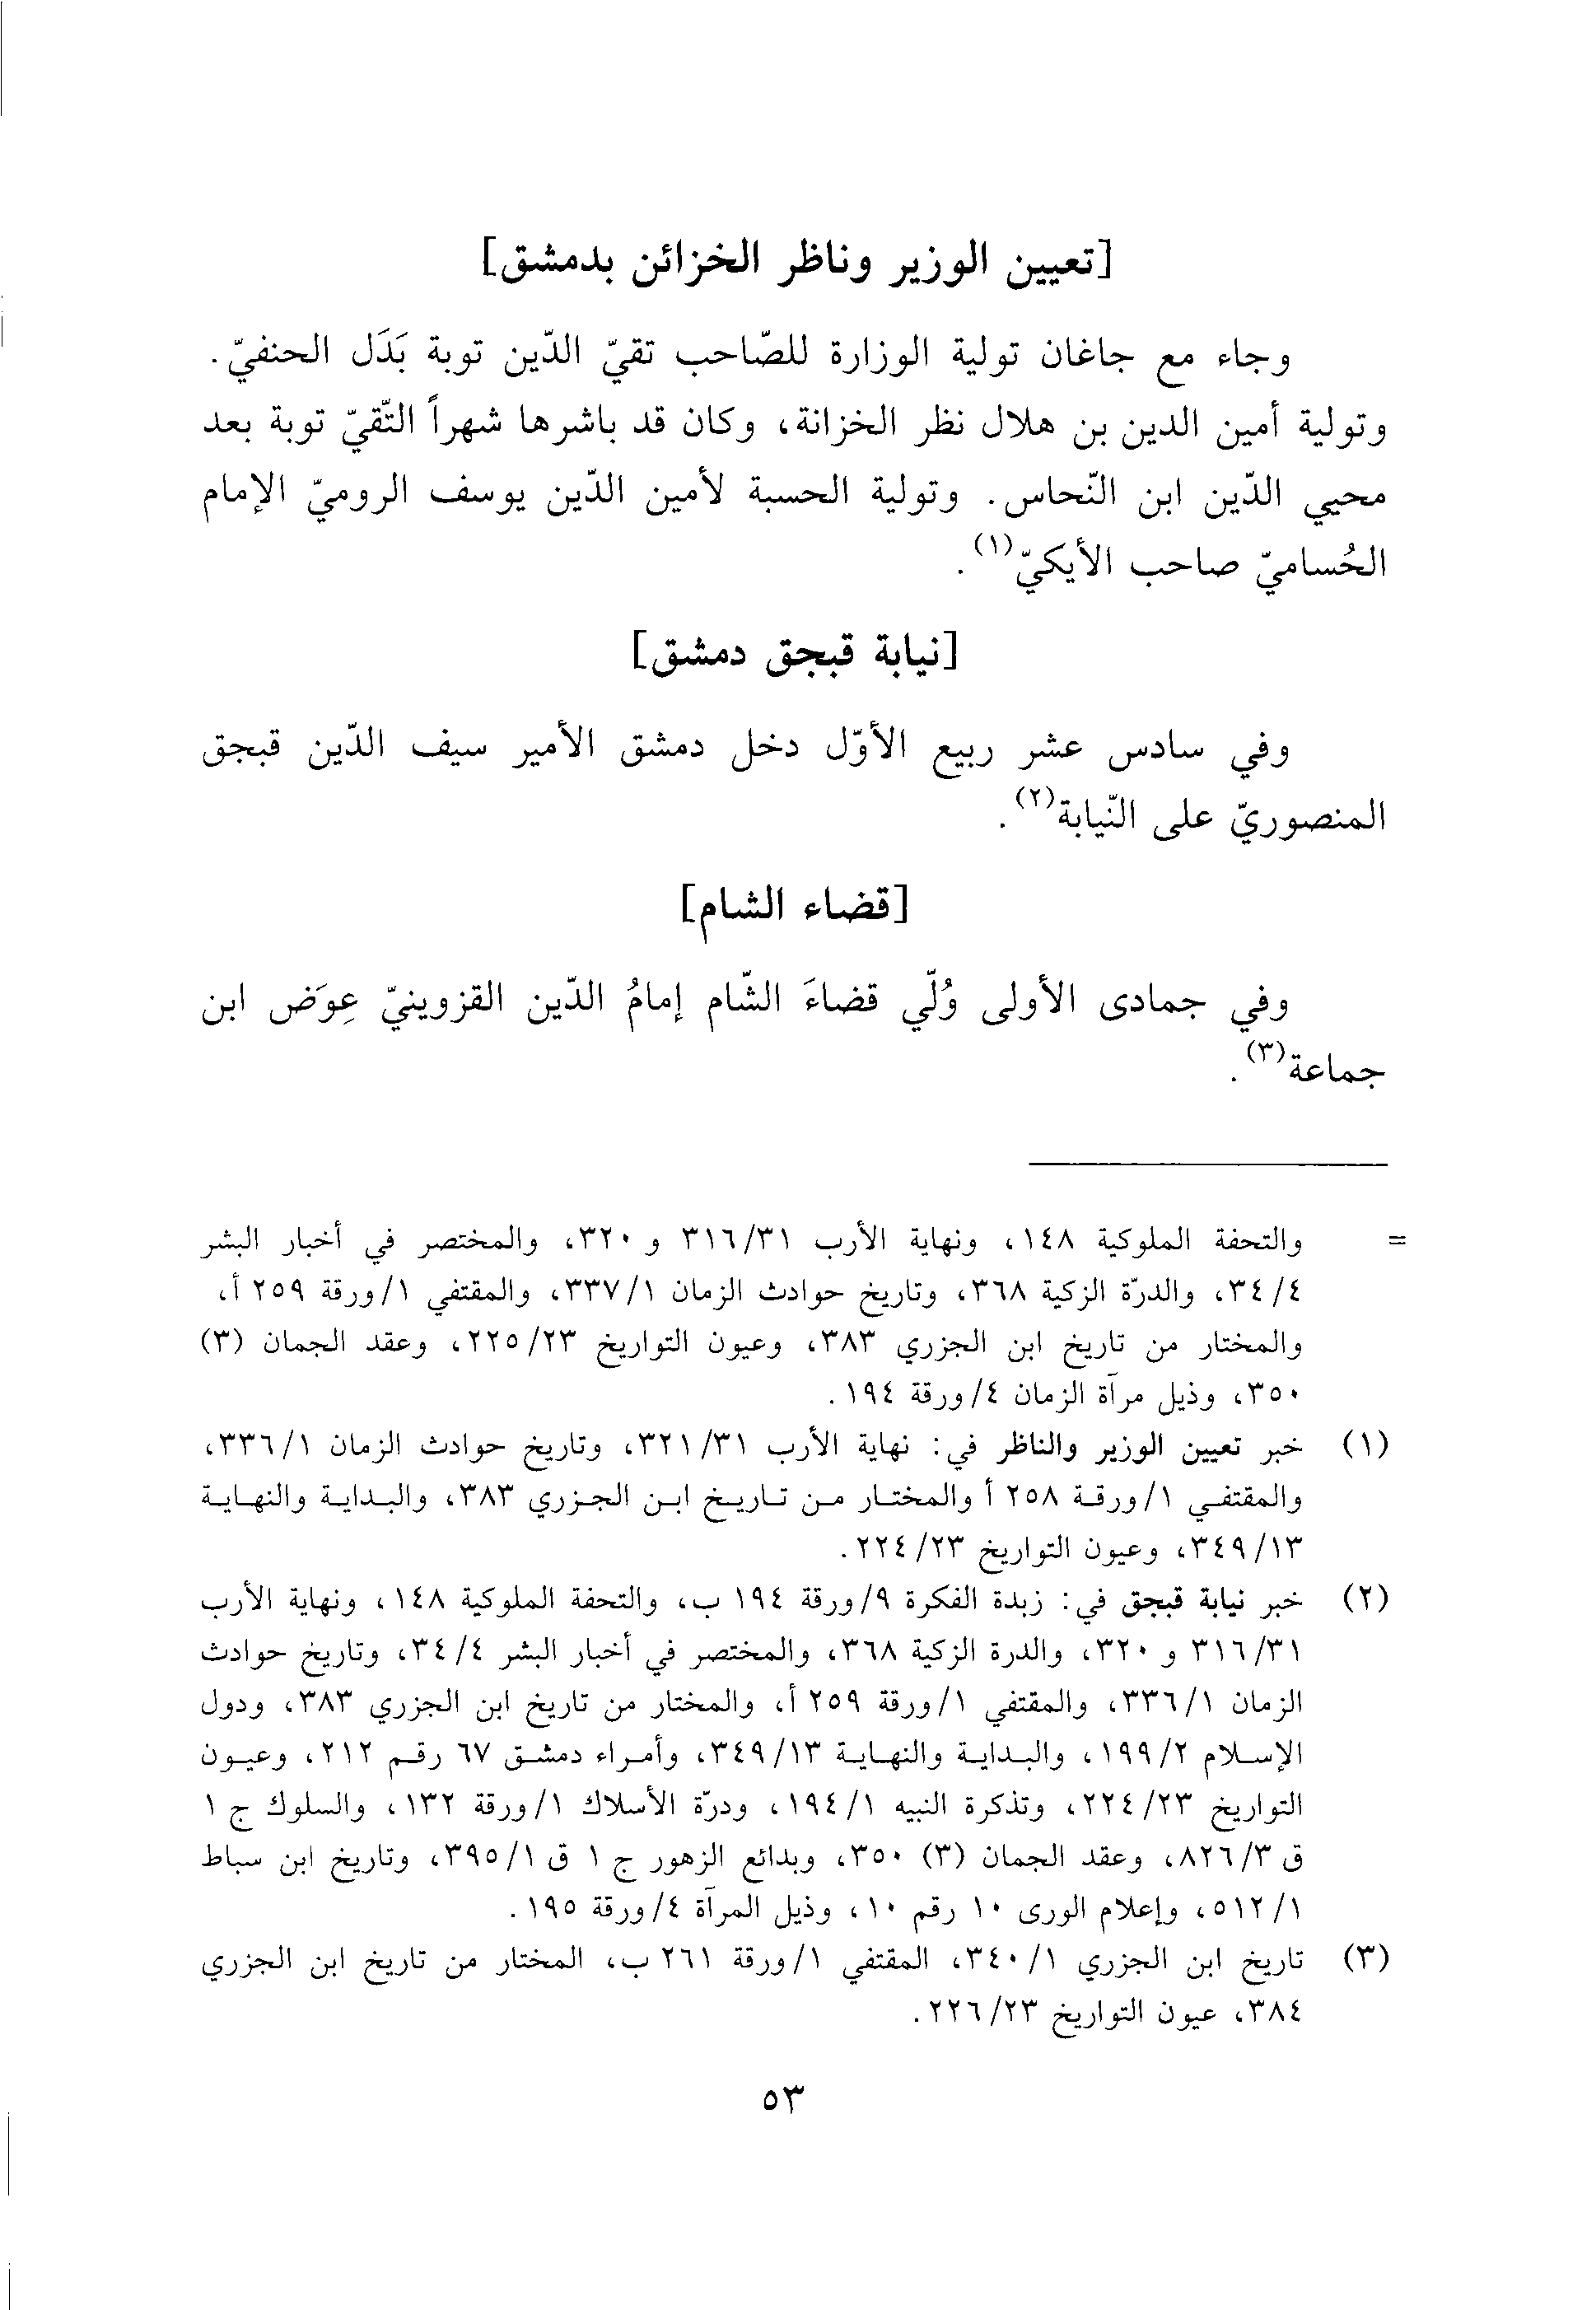 [تعيين الوزير وناظر الخزائن بدمشق]
وجاء مع جاغان تولية الوزارة للصّاحب تقيّ الدّين توبة بَدَل الحنفيّ.
وتولية أمين الدين بن هلال نظر الخزانة، وكان قد باشرها شهراً التّقيّ توبة بعد
محيي الدّين ابن النّحاس. وتولية الحسبة لأمين الدّين يوسف الروميّ الإمام
الحُساميّ صاحب الأيكيّ(١).
[نيابة قبجق دمشق]
وفي سادس عشر ربيع الأوّل دخل دمشق الأمير سيف الدّين قبجق
المنصوريّ على النّيابة(٢).
[قضاء الشام]
وفي جمادى الأولى وُلّي قضاءَ الشّام إمامُ الدّين القزوينيّ عِوَض ابن
جماعة(٣).
= والتحفة الملوكية ١٤٨، ونهاية الأرب ٣١٦/٣١ و ٣٢٠، والمختصر في أخبار البشر
٣٤/٤، والدرّة الزكية ٣٦٨، وتاريخ حوادث الزمان ٣٣٧/١، والمقتفي ١/ورقة ٢٥٩ أ،
والمختار من تاريخ ابن الجزري ٣٨٣، وعيون التواريخ ٢٢٥/٢٣، وعقد الجمان (٣)
٣٥٠، وذيل مرآة الزمان ٤/ورقة ١٩٤.
(١) خبر تعيين الوزير والناظر في: نهاية الأرب ٣٢١/٣١، وتاريخ حوادث الزمان ٣٣٦/١،
والمقتفي ١/ورقة ٢٥٨ أ والمختار من تاريخ ابن الجزري ٣٨٣، والبداية والنهاية
٣٤٩/١٣، وعيون التواريخ ٢٢٤/٢٣.
(٢) خبر نيابة قبجق في: زبدة الفكرة ٩/ورقة ١٩٤ ب، والتحفة الملوكية ١٤٨، ونهاية الأرب
٣١٦/٣١ و ٣٢٠، والدرة الزكية ٣٦٨، والمختصر في أخبار البشر ٣٤/٤، وتاريخ حوادث
الزمان ٣٣٦/١، والمقتفي ١/ورقة ٢٥٩ أ، والمختار من تاريخ ابن الجزري ٣٨٣، ودول
الإسلام ١٩٩/٢، والبداية والنهاية ٣٤٩/١٣، وأمراء دمشق ٦٧ رقم ٢١٢، وعيون
التواريخ ٢٢٤/٢٣، وتذكرة النبيه ١٩٤/١، ودرّة الأسلاك ١/ورقة ١٣٢، والسلوك ج ١
ق ٨٢٦/٣، وعقد الجمان (٣) ٣٥٠، وبدائع الزهور ج ١ ق ٣٩٥/١، وتاريخ ابن سباط
٥١٢/١، وإعلام الورى ١٠ رقم ١٠، وذيل المرآة ٤/ورقة ١٩٥.
(٣) تاريخ ابن الجزري ٣٤٠/١، المقتفي ١/ورقة ٢٦١ ب، المختار من تاريخ ابن الجزري
٣٨٤، عيون التواريخ ٢٢٦/٢٣.
٥٣